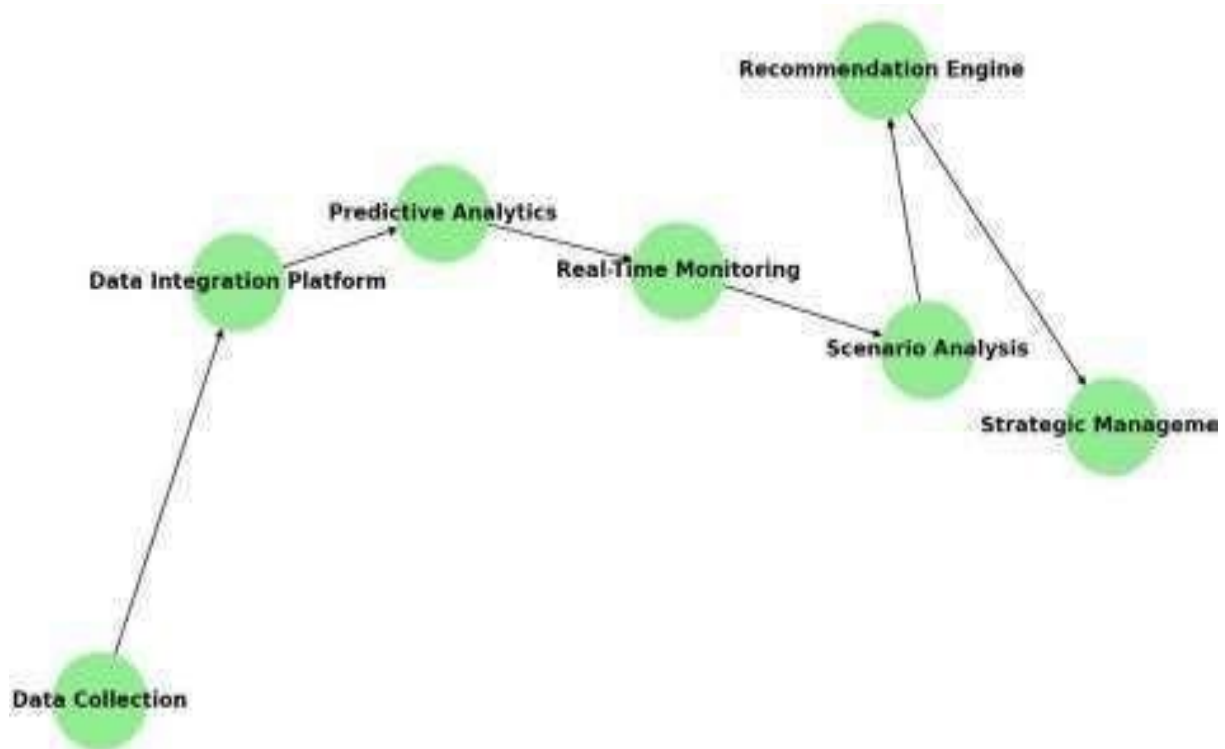 Recommendation Engine
Predictive Analytics
Real-Time Monitoring
Data Integration Platform
Scenario Analysis
Strategic Manageme
Data Collection